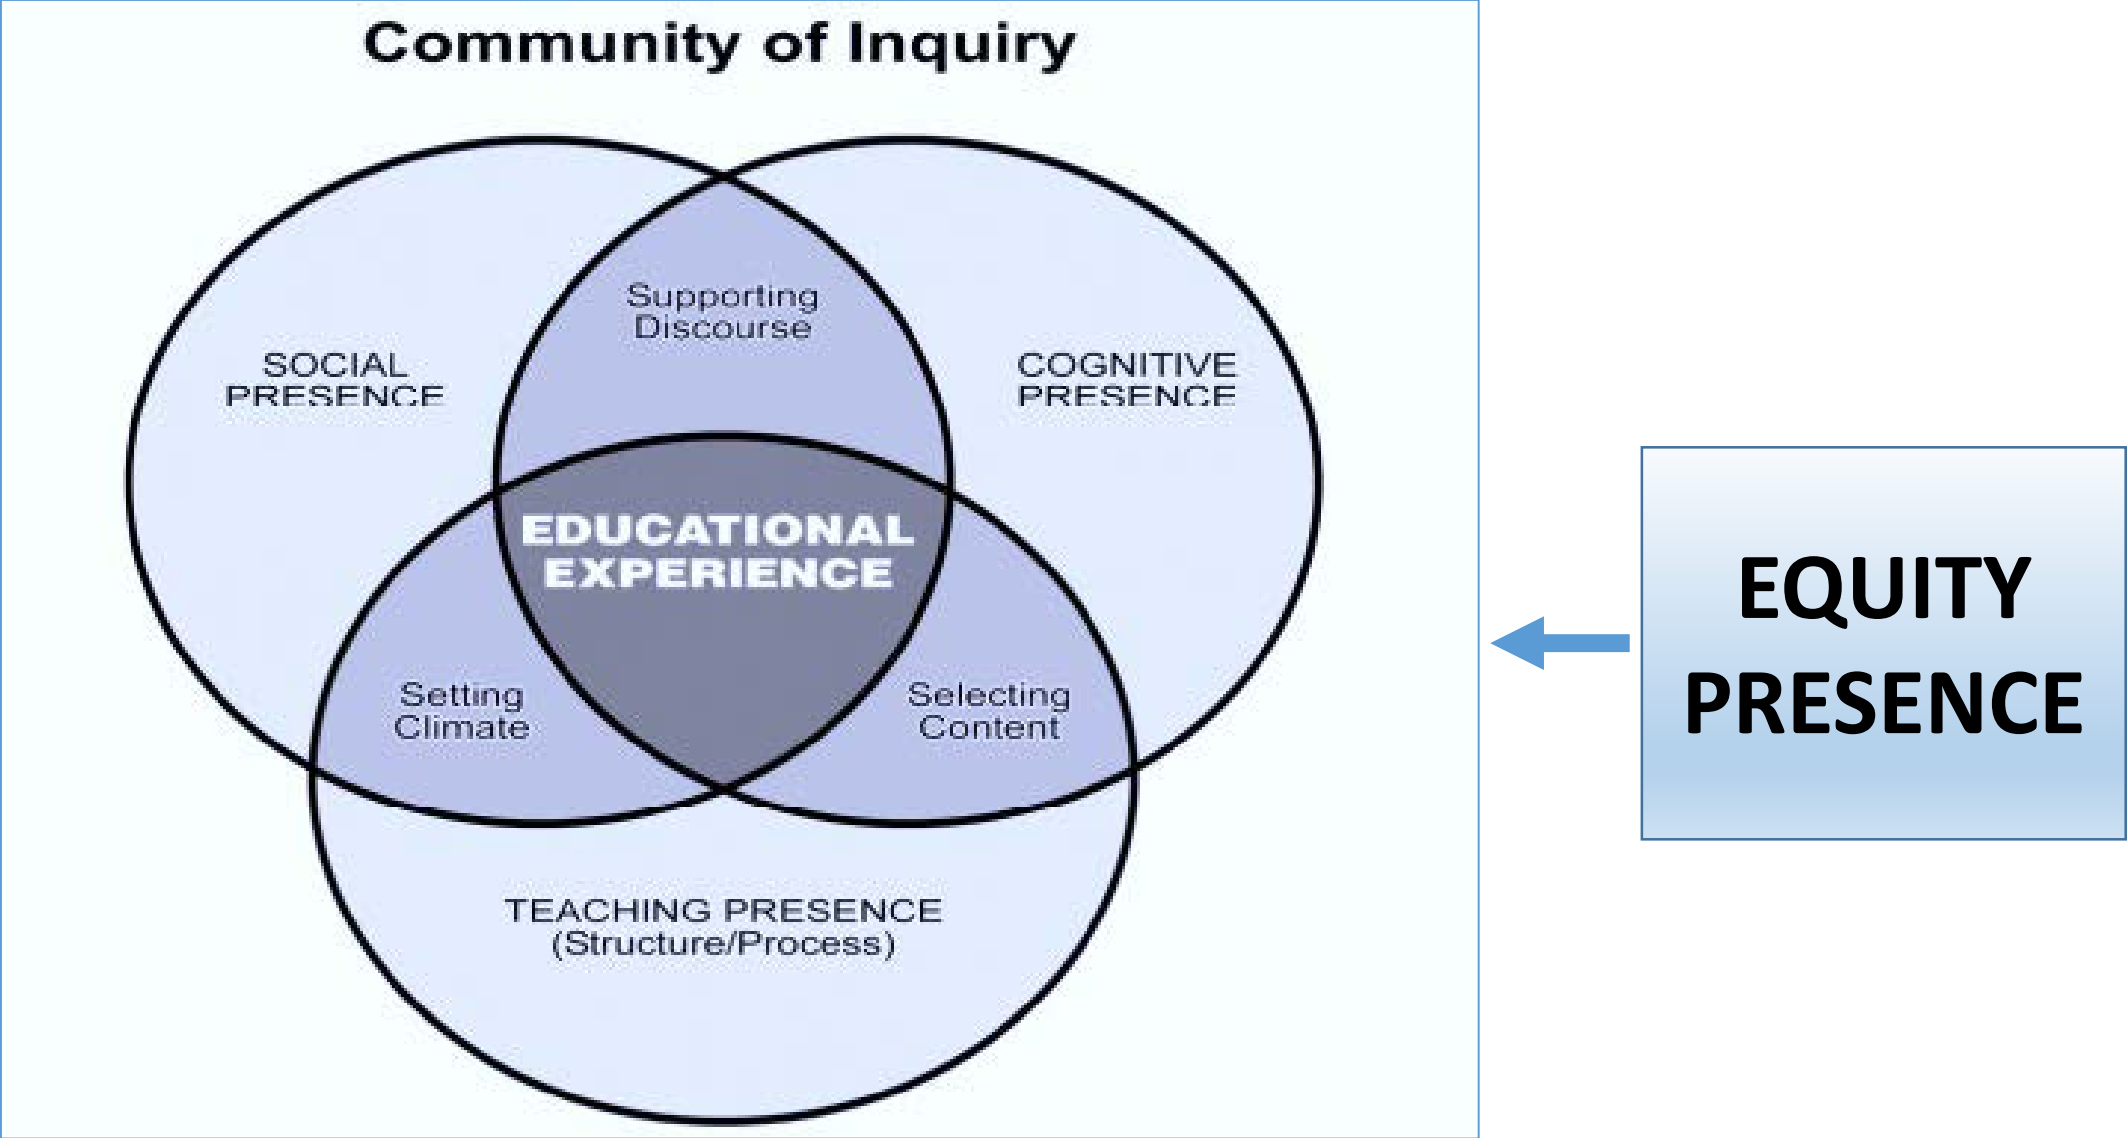 Community of Inquiry
Supporting
Discourse
SOCIAL
PRESENCE
COGNITIVE
PRESENCE
EDUCATIONAL
EXPERIENCE
Setting
Climate
Selecting
Content
TEACHING PRESENCE
(Structure/Process)
EQUITY
PRESENCE